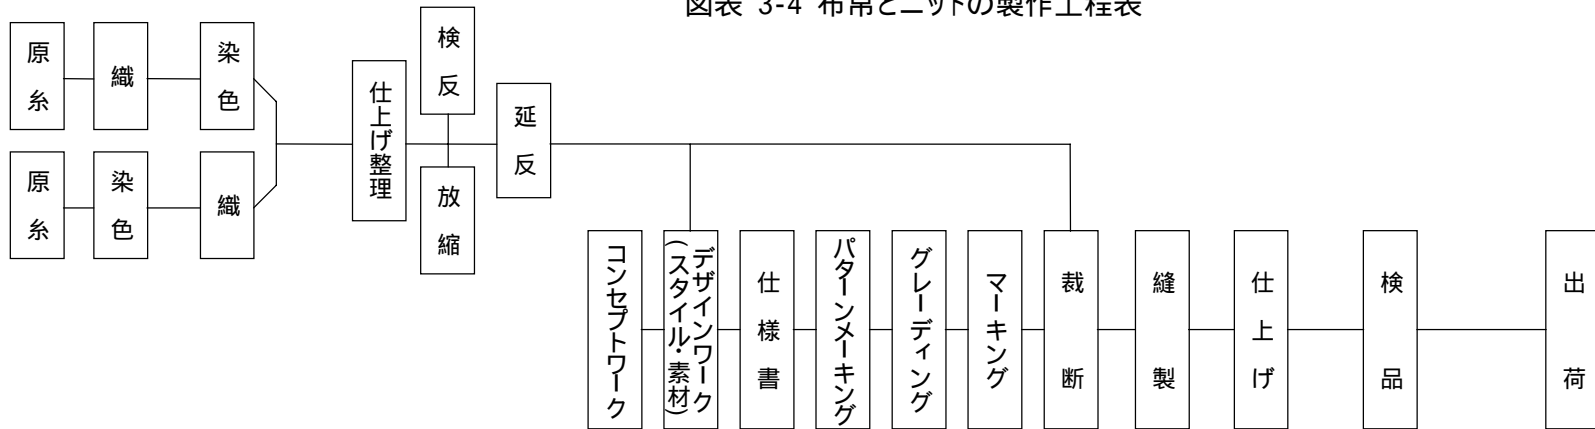 図表 3-4 布帛とニットの製作工程表
原糸
織
染色
原糸
染色
織
仕上げ整理
検反
放縮
延反
コンセプトワーク
デザインワーク
(スタイル・素材)
仕様書
パターンメーキング
グレーディング
マーキング
裁断
縫製
仕上げ
検品
出荷